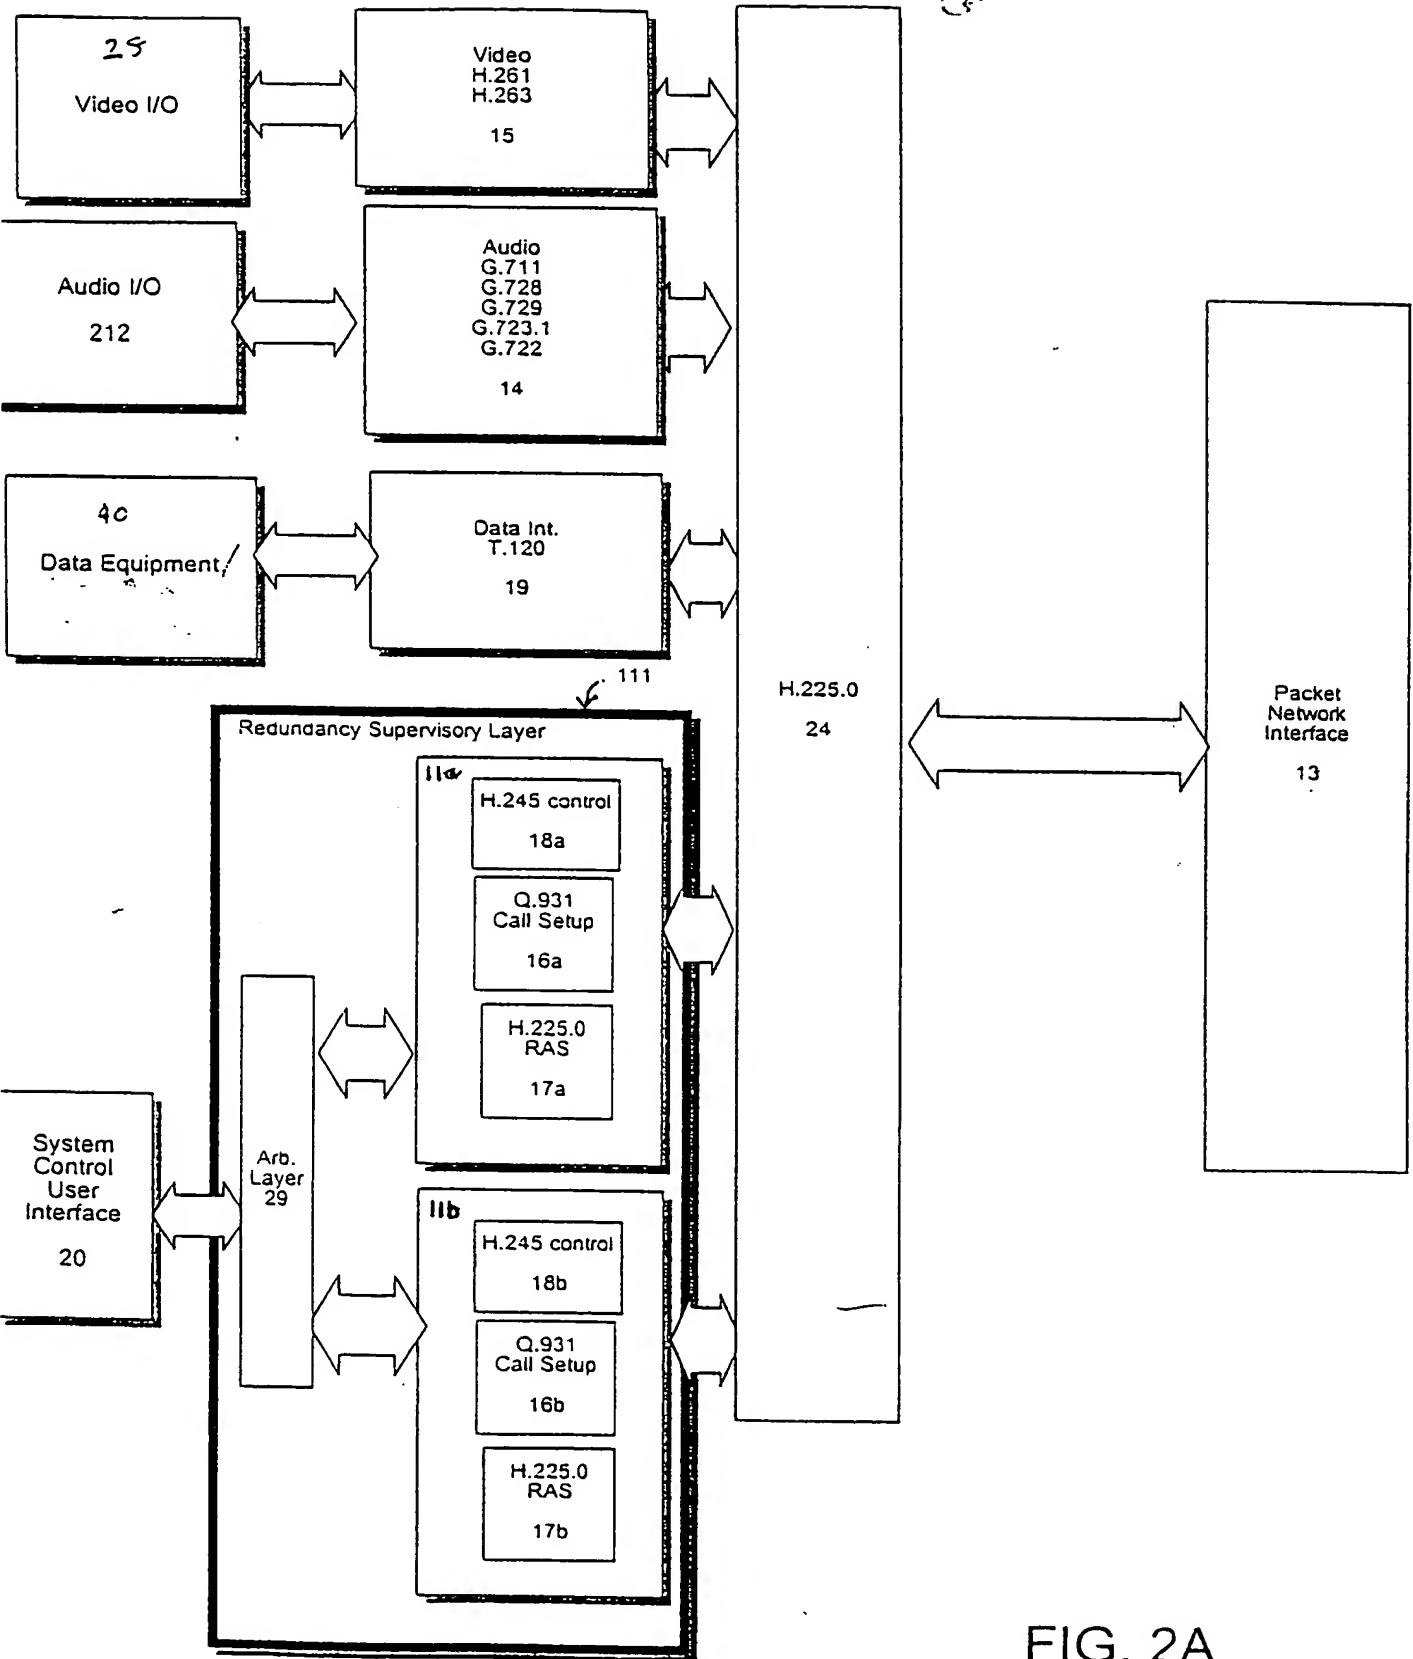 28
Video I/O
Video
H.261
H.263
15
Audio I/O
212
Audio
G.711
G.728
G.729
G.723.1
G.722
14
40
Data Equipment
Data Int.
T.120
19
111
H.225.0
24
Packet
Network
Interface
13
Redundancy Supervisory Layer
11a
H.245 control
18a
Q.931
Call Setup
16a
H.225.0
RAS
17a
System
Control
User
Interface
20
Arb.
Layer
29
11b
H.245 control
18b
Q.931
Call Setup
16b
H.225.0
RAS
17b
FIG. 2A